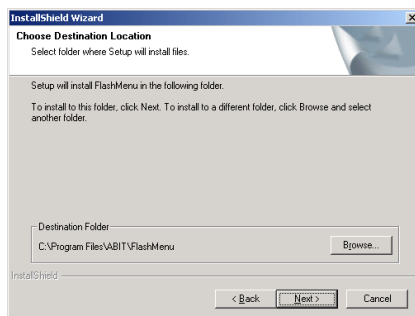 InstallShield Wizard
Choose Destination Location
Select folder where Setup will install files.
Setup will install FlashMenu in the following folder.
To install to this folder, click Next. To install to a different folder, click Browse and select
another folder.
Destination Folder
C:\Program Files\ABIT\FlashMenu
Browse...
InstallShield
< Back
Next >
Cancel